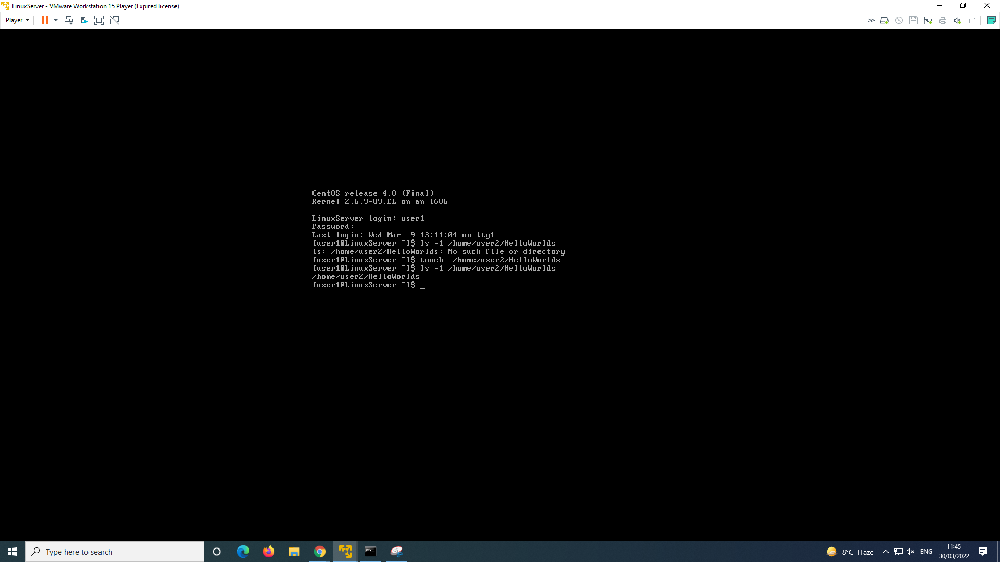 LinuxServer - VMware Workstation 15 Player (Expired license)
Player
CentOS release 4.8 (Final)
Kernel 2.6.9-89.EL on an i686
LinuxServer login: user1
Password:
Last login: Wed Mar  9 13:11:04 on tty1
[user1@LinuxServer ~]$ ls -1 /home/user2/HelloWorlds
ls: /home/user2/HelloWorlds: No such file or directory
[user1@LinuxServer ~]$ touch  /home/user2/HelloWorlds
[user1@LinuxServer ~]$ ls -1 /home/user2/HelloWorlds
/home/user2/HelloWorlds
[user1@LinuxServer ~]$ _
Type here to search
8°C Haze
ENG
11:45
30/03/2022